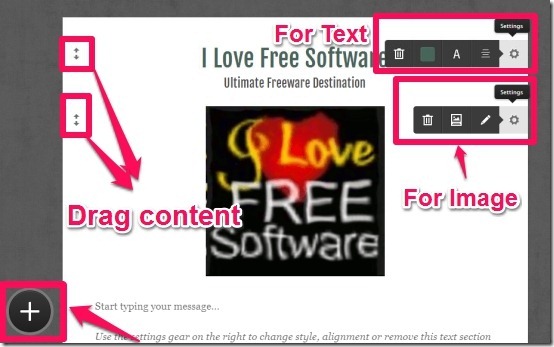 For Text
Settings
I Love Free Software
A
Ultimate Freeware Destination
Settings
I Love
FREE
Software
For Image
Drag content
Start typing your message...
Use the settings gear on the right to change style, alignment or remove this text section